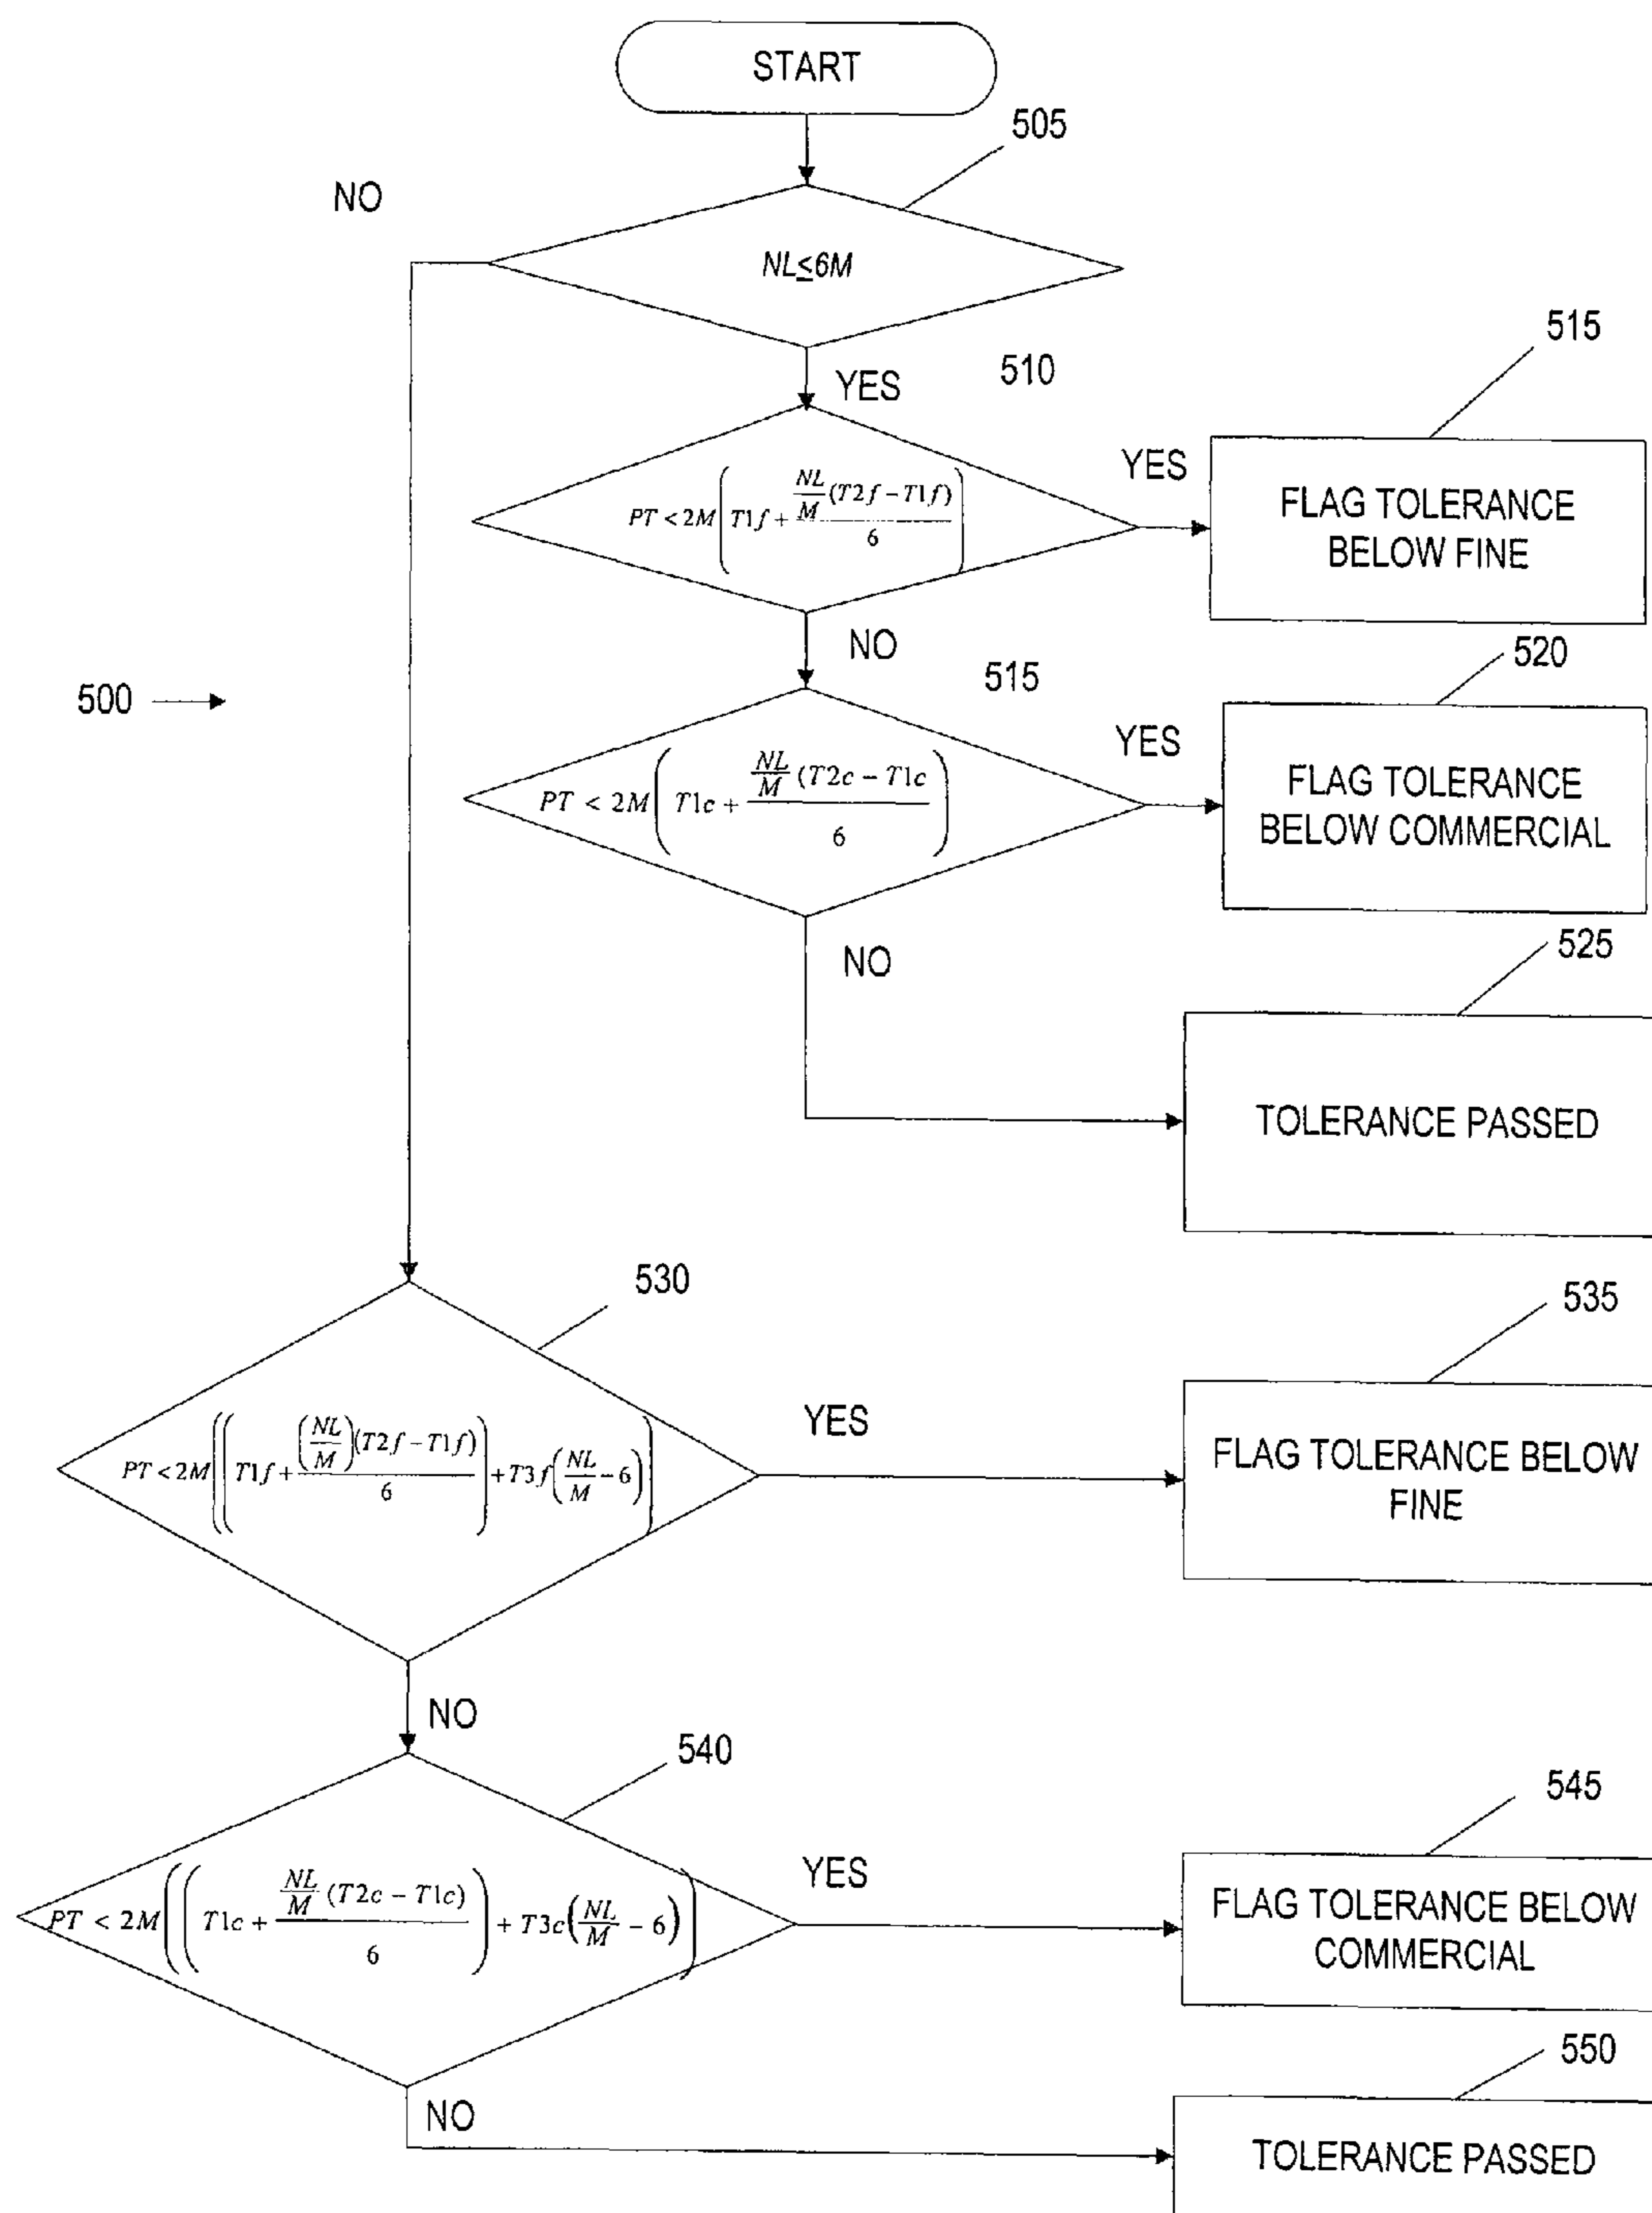 START
505
NO
NL≤6M
515
510
YES
YES
PT < 2M ( T1f + NL/M (T2f − T1f) / 6 )
FLAG TOLERANCE
BELOW FINE
NO
520
515
500
YES
PT < 2M ( T1c + NL/M (T2c − T1c / 6 )
FLAG TOLERANCE
BELOW COMMERCIAL
525
NO
TOLERANCE PASSED
530
535
YES
PT < 2M ( ( T1f + (NL/M)(T2f − T1f) / 6 ) + T3f ( NL/M − 6 ) )
FLAG TOLERANCE BELOW
FINE
NO
540
545
YES
PT < 2M ( ( T1c + NL/M (T2c − T1c) / 6 ) + T3c ( NL/M − 6 ) )
FLAG TOLERANCE BELOW
COMMERCIAL
550
NO
TOLERANCE PASSED